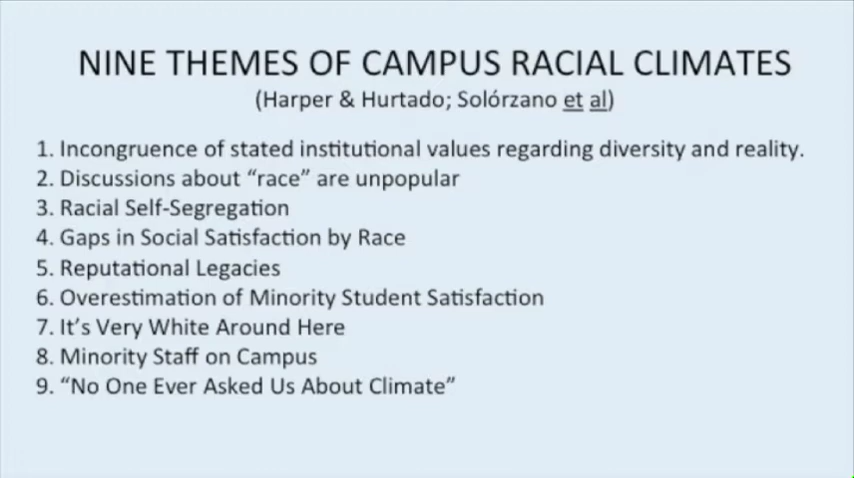 NINE THEMES OF CAMPUS RACIAL CLIMATES
(Harper & Hurtado; Solórzano et al)
1. Incongruence of stated institutional values regarding diversity and reality.
2. Discussions about “race” are unpopular
3. Racial Self-Segregation
4. Gaps in Social Satisfaction by Race
5. Reputational Legacies
6. Overestimation of Minority Student Satisfaction
7. It’s Very White Around Here
8. Minority Staff on Campus
9. “No One Ever Asked Us About Climate”